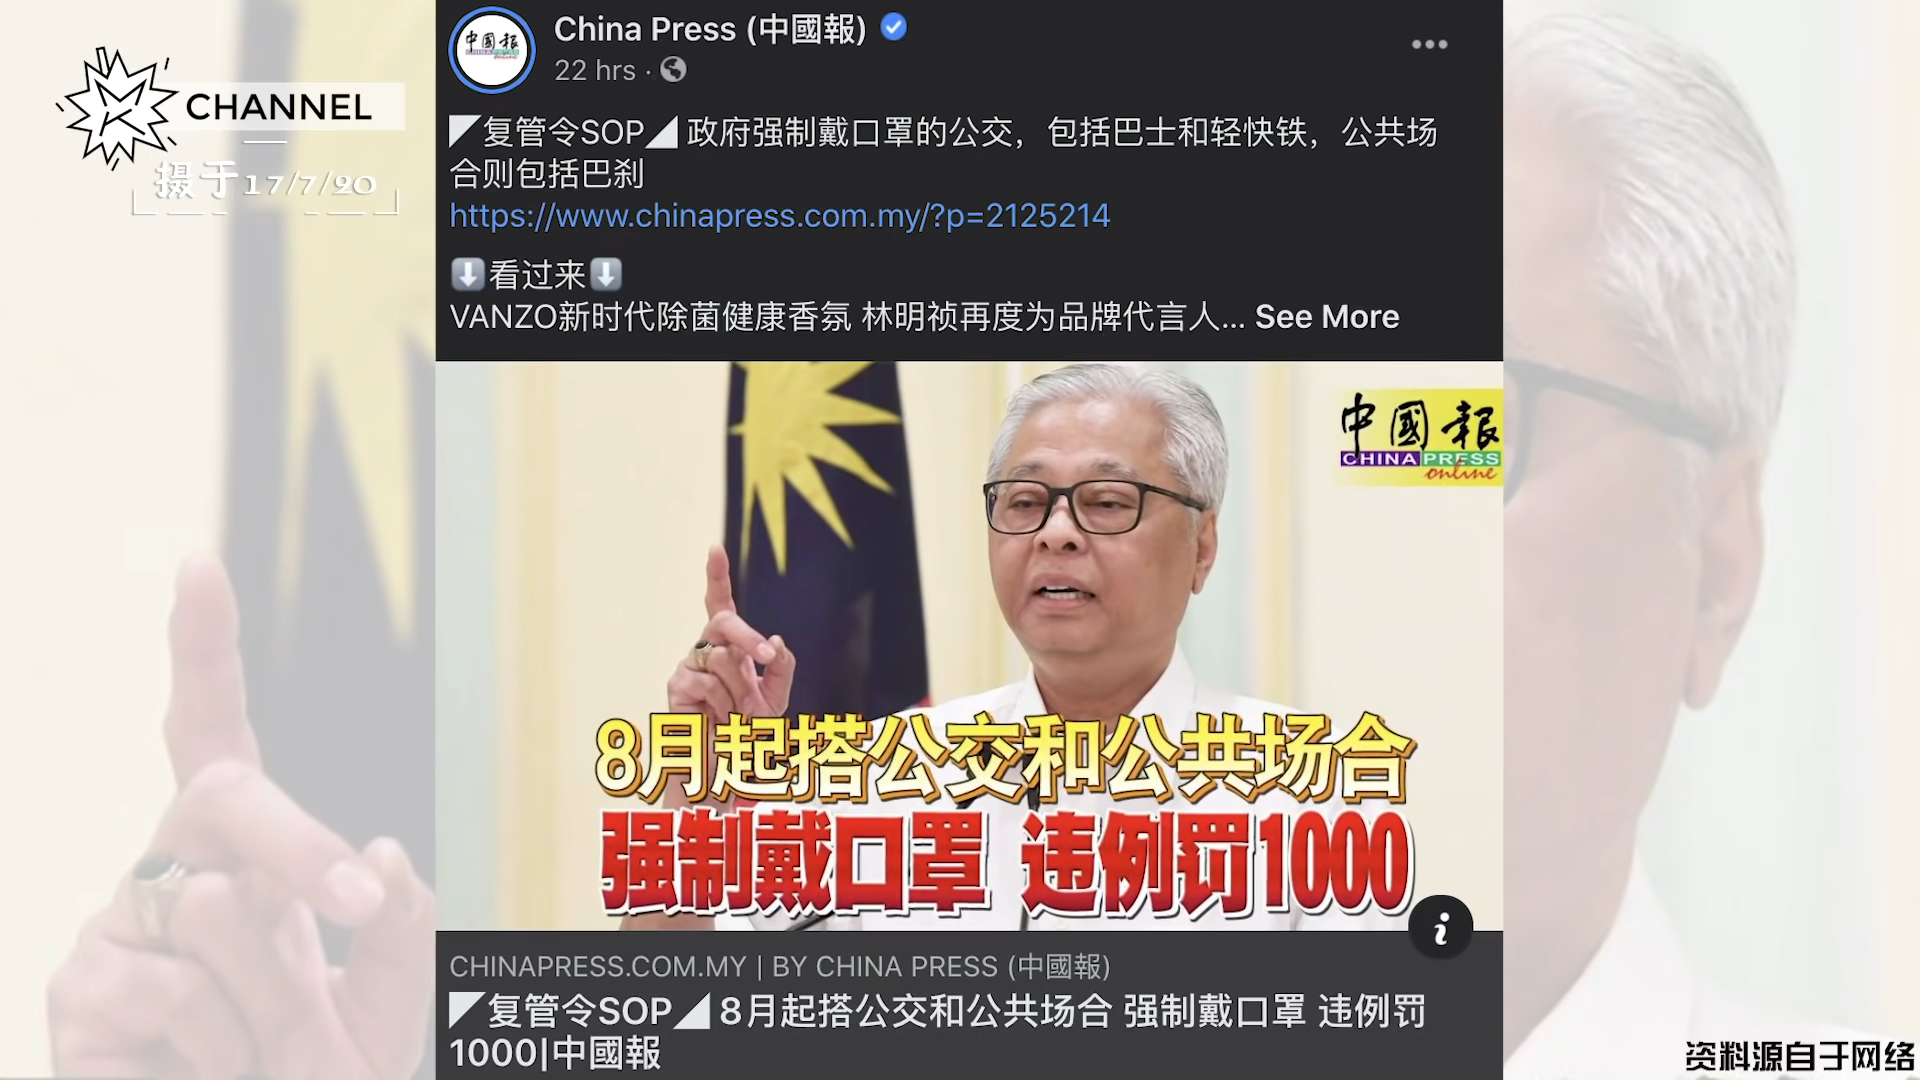 CHANNEL
摄于17/7/20
中國報
China Press (中國報)
22 hrs ·
◤复管令SOP◢ 政府强制戴口罩的公交，包括巴士和轻快铁，公共场
合则包括巴刹
https://www.chinapress.com.my/?p=2125214
⬇️看过来⬇️
VANZO新时代除菌健康香氛 林明祯再度为品牌代言人... See More
中國報
CHINA PRESS
online
8月起搭公交和公共场合
强制戴口罩 违例罚1000
CHINAPRESS.COM.MY | BY CHINA PRESS (中國報)
◤复管令SOP◢ 8月起搭公交和公共场合 强制戴口罩 违例罚
1000|中國報
资料源自于网络